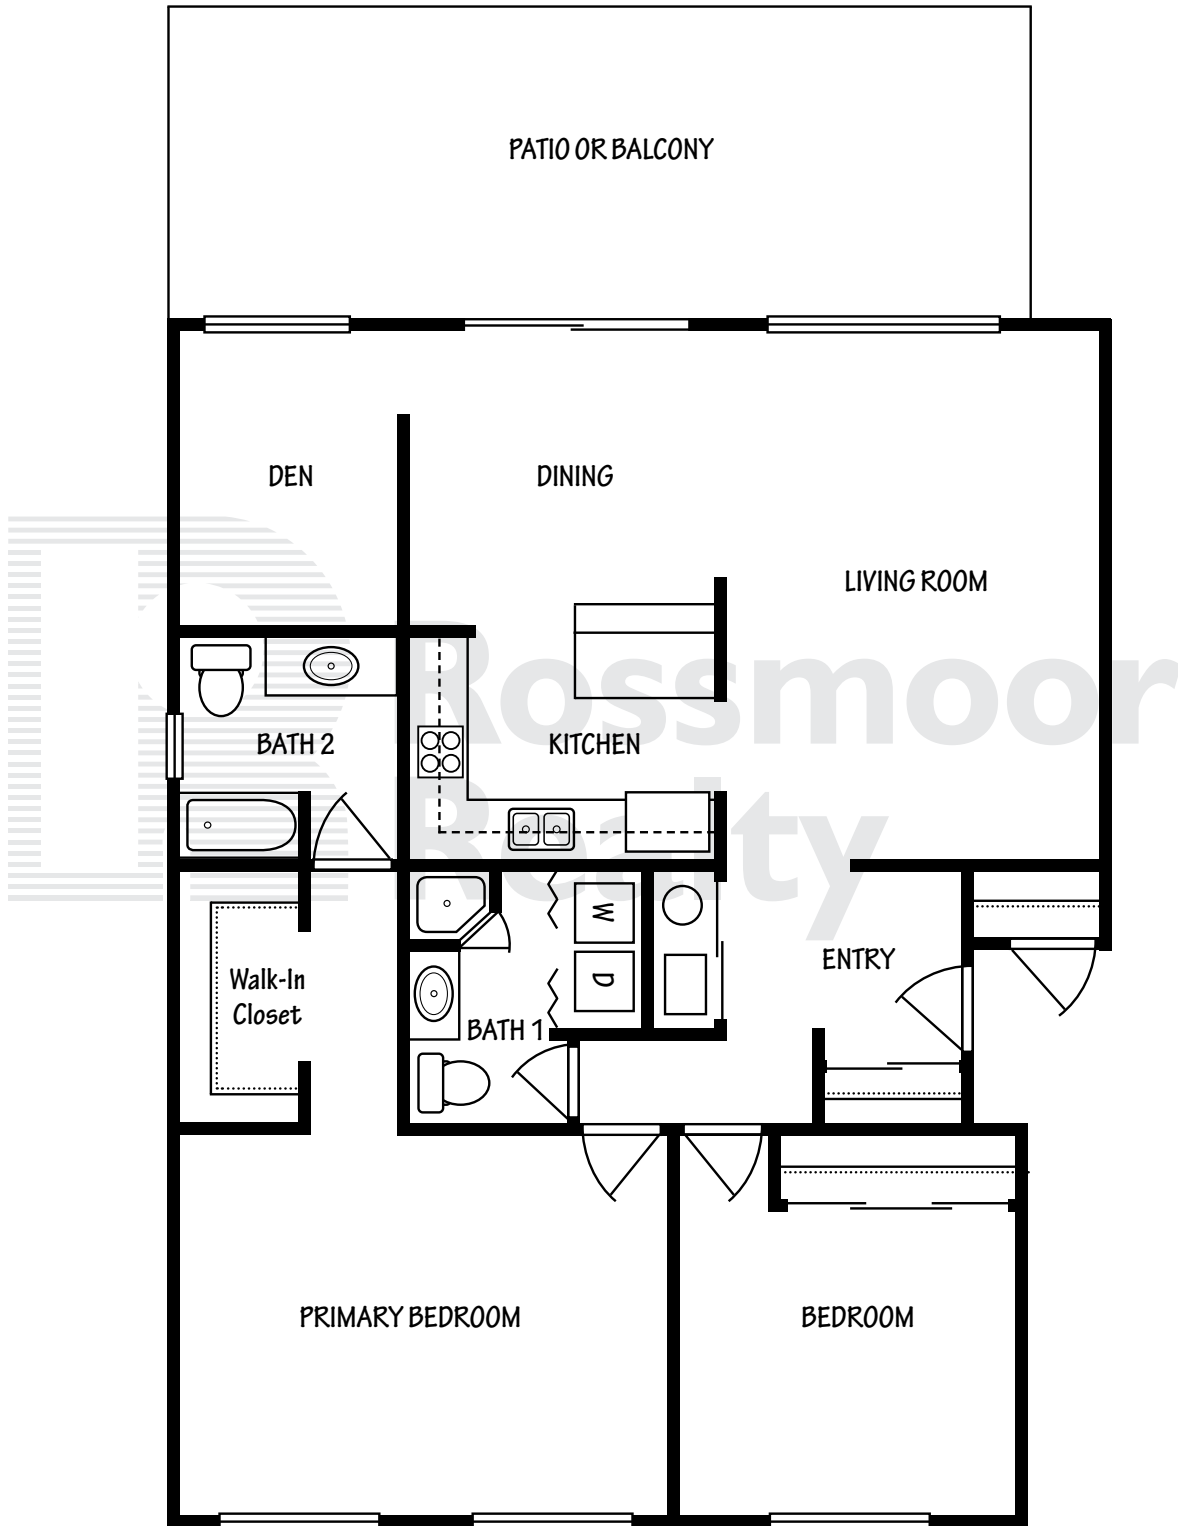 PATIO OR BALCONY
DEN
DINING
LIVING ROOM
Rossmoor
BATH 2
KITCHEN
Realty
W
D
Walk-In
Closet
ENTRY
BATH 1
PRIMARY BEDROOM
BEDROOM